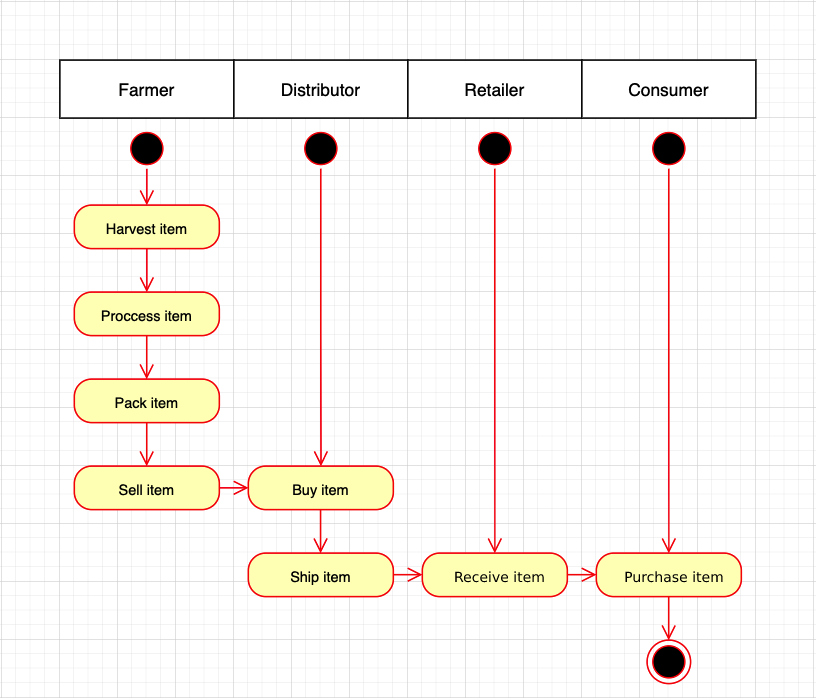 Farmer
Distributor
Retailer
Consumer
Harvest item
Proccess item
Pack item
Sell item
Buy item
Ship item
Receive item
Purchase item